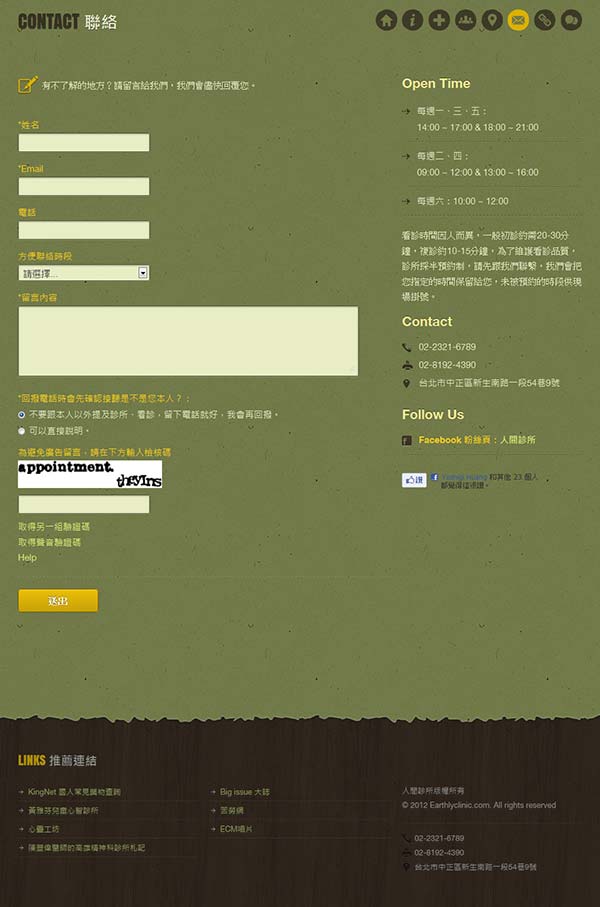 CONTACT 聯絡
有不了解的地方？請留言給我們，我們會儘快回覆您。
*姓名
*Email
電話
方便聯絡時段
請選擇...
*留言內容
*回撥電話時會先確認接聽是不是您本人？：
不要跟本人以外提及診所、看診，留下電話就好，我會再回撥。
可以直接說明。
為避免廣告留言，請在下方輸入檢核碼
appointment.
theyIns
取得另一組驗證碼
取得聲音驗證碼
Help
送出
Open Time
每週一、三、五：
14:00 ~ 17:00 & 18:00 ~ 21:00
每週二、四：
09:00 ~ 12:00 & 13:00 ~ 16:00
每週六：10:00 ~ 12:00
看診時間因人而異，一般初診約需20-30分
鐘，複診約10-15分鐘，為了維護看診品質，
診所採半預約制，請先跟我們聯繫，我們會把
您指定的時間保留給您，未被預約的時段供現
場掛號。
Contact
02-2321-6789
02-8192-4390
台北市中正區新生南路一段54巷9號
Follow Us
Facebook 粉絲頁：人間診所
讚
Huang 和其他 23 個人
都覺得這很讚。
LINKS 推薦連結
KingNet 國人常見藥物查詢
黃雅芬兒童心智診所
心靈工坊
陳豐偉醫師的高雄精神科診所札記
Big issue 大誌
苦勞網
ECM唱片
人間診所版權所有
© 2012 Earthlyclinic.com. All rights reserved
02-2321-6789
02-8192-4390
台北市中正區新生南路一段54巷9號